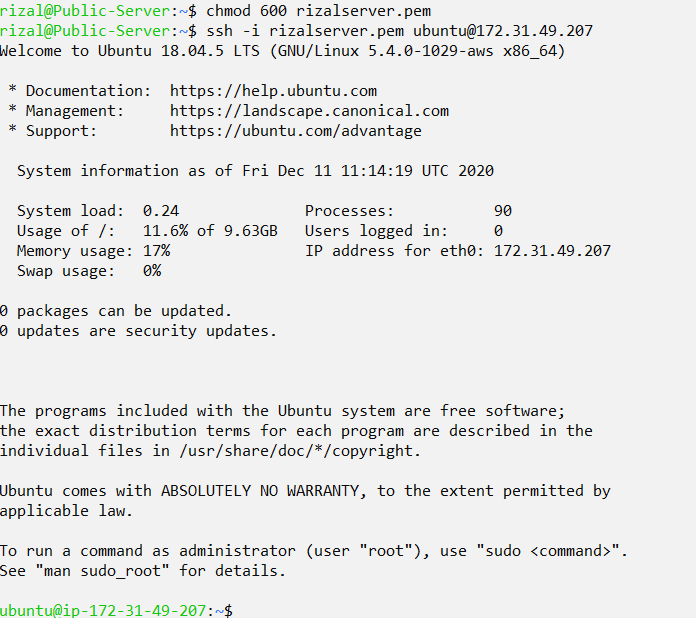 rizal@Public-Server:~$ chmod 600 rizalserver.pem
rizal@Public-Server:~$ ssh -i rizalserver.pem ubuntu@172.31.49.207
Welcome to Ubuntu 18.04.5 LTS (GNU/Linux 5.4.0-1029-aws x86_64)

 * Documentation:  https://help.ubuntu.com
 * Management:     https://landscape.canonical.com
 * Support:        https://ubuntu.com/advantage

  System information as of Fri Dec 11 11:14:19 UTC 2020

  System load:  0.24              Processes:           90
  Usage of /:   11.6% of 9.63GB   Users logged in:     0
  Memory usage: 17%               IP address for eth0: 172.31.49.207
  Swap usage:   0%

0 packages can be updated.
0 updates are security updates.

The programs included with the Ubuntu system are free software;
the exact distribution terms for each program are described in the
individual files in /usr/share/doc/*/copyright.

Ubuntu comes with ABSOLUTELY NO WARRANTY, to the extent permitted by
applicable law.

To run a command as administrator (user "root"), use "sudo <command>".
See "man sudo_root" for details.

ubuntu@ip-172-31-49-207:~$